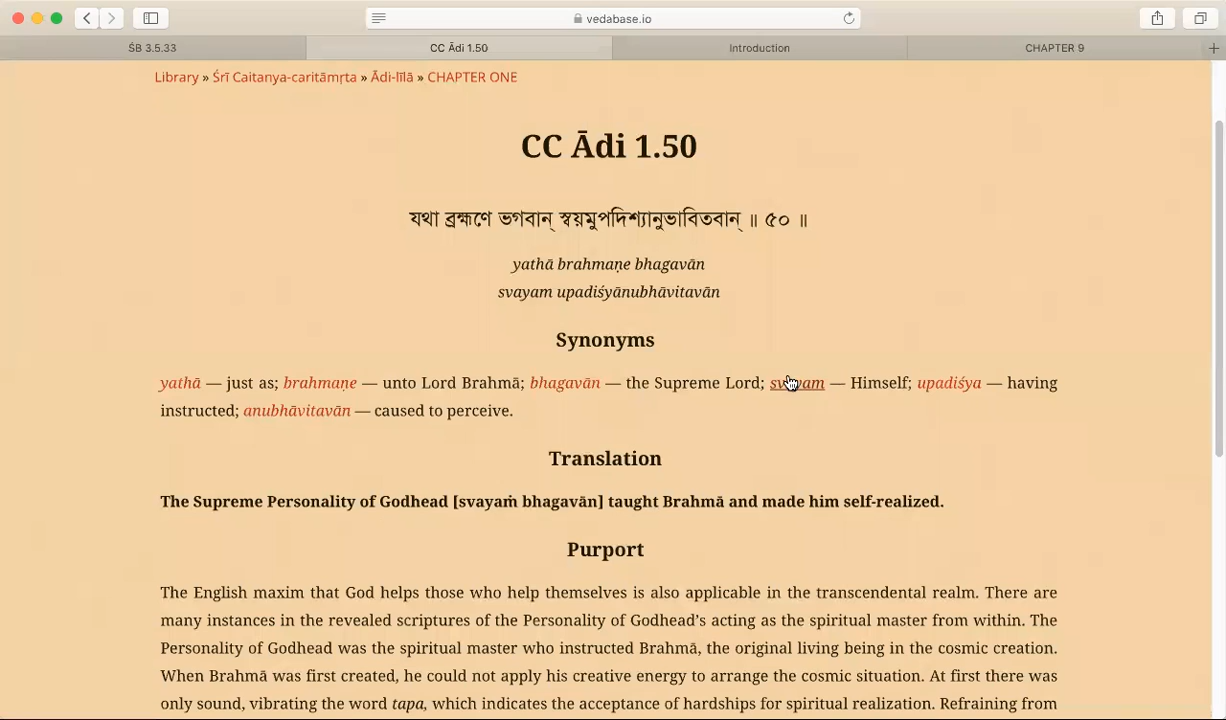 vedabase.io
ŚB 3.5.33
CC Ādi 1.50
Introduction
CHAPTER 9
Library » Śrī Caitanya-caritāmṛta » Ādi-līlā » CHAPTER ONE
CC Ādi 1.50
যথা ব্রহ্মণে ভগবান্ স্বয়মুপদিশ্যানুভাবিতবান্ ॥ ৫০ ॥
yathā brahmaṇe bhagavān
svayam upadiśyānubhāvitavān
Synonyms
yathā — just as; brahmaṇe — unto Lord Brahmā; bhagavān — the Supreme Lord; svayam — Himself; upadiśya — having
instructed; anubhāvitavān — caused to perceive.
Translation
The Supreme Personality of Godhead [svayaṁ bhagavān] taught Brahmā and made him self-realized.
Purport
The English maxim that God helps those who help themselves is also applicable in the transcendental realm. There are
many instances in the revealed scriptures of the Personality of Godhead’s acting as the spiritual master from within. The
Personality of Godhead was the spiritual master who instructed Brahmā, the original living being in the cosmic creation.
When Brahmā was first created, he could not apply his creative energy to arrange the cosmic situation. At first there was
only sound, vibrating the word tapa, which indicates the acceptance of hardships for spiritual realization. Refraining from